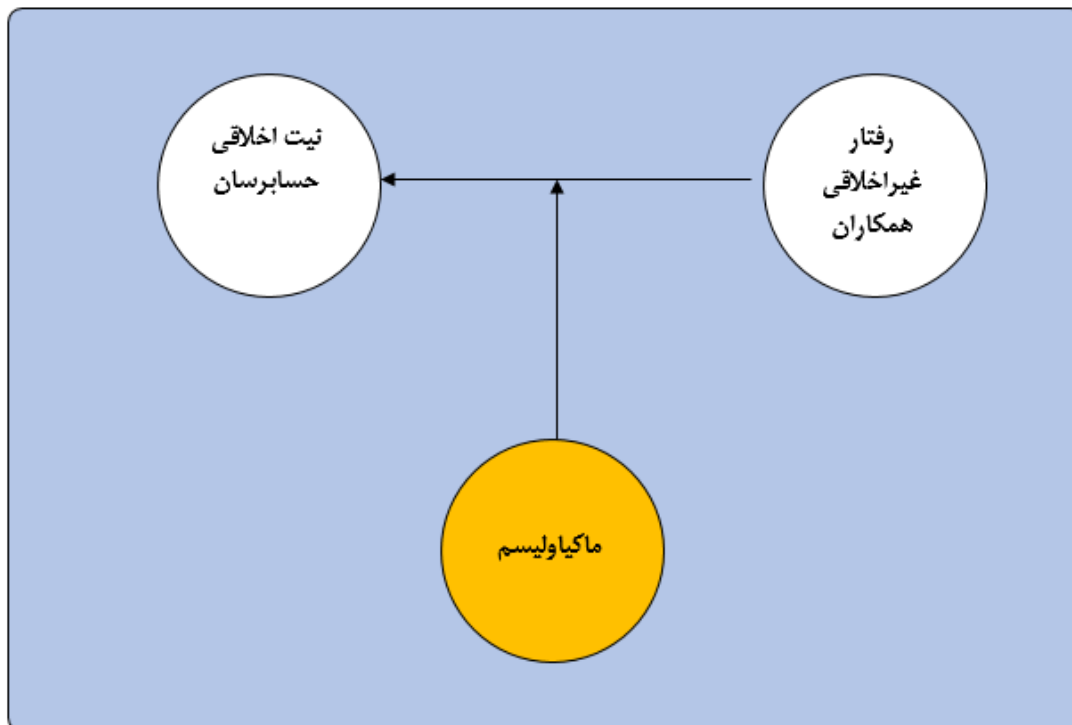 رفتار
غیراخلاقی
همکاران
نیت اخلاقی
حسابرسان
ماکیاولیسم